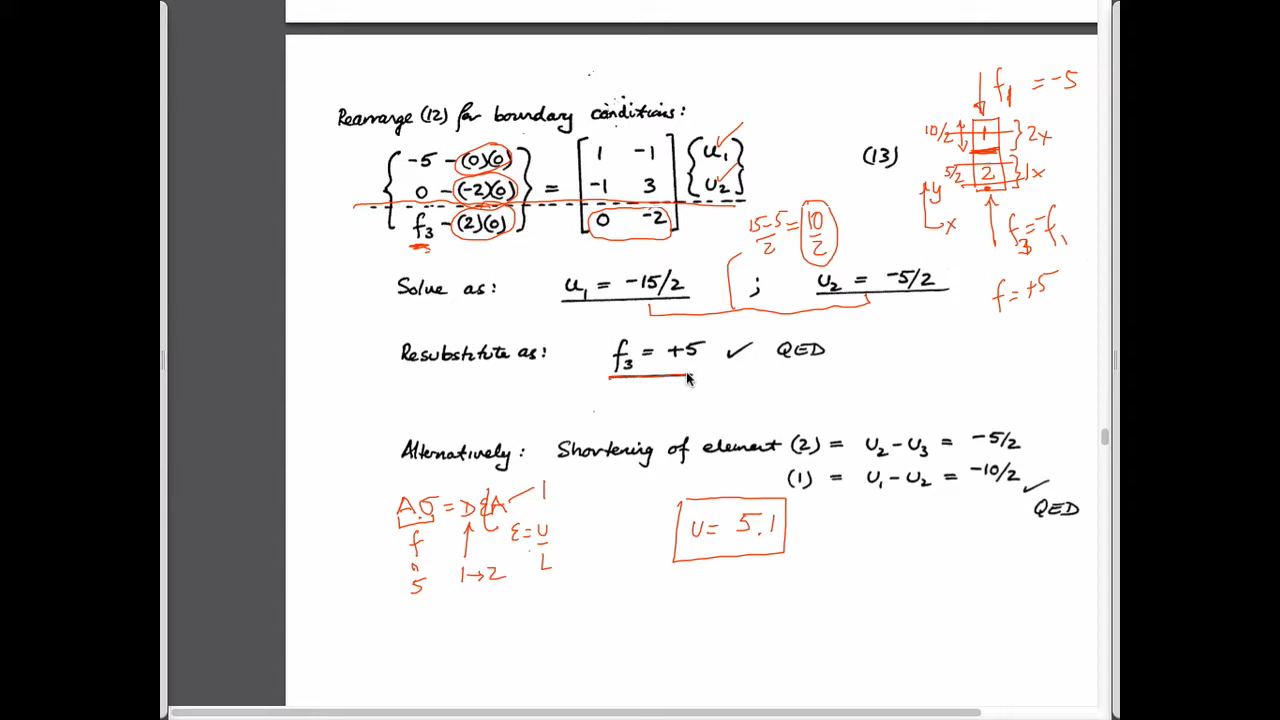 Rearrange (12) for boundary conditions:
{ -5 - (0)(0) } = [ 1 -1 ] { u₁ } (13)
{ 0 - (-2)(0) } [ -1 3 ] { u₂ }
{ f₃ - (2)(0) } [ 0 -2 ]
f₁ = -5
10/2 1 } 2x
5/2 2 } 1x
y
x
f₃ = -f₁
f = +5
15-5/2 = 10/2
Solve as: u₁ = -15/2 ; u₂ = -5/2
Resubstitute as: f₃ = +5 ✓ QED
Alternatively: Shortening of element (2) = u₂ - u₃ = -5/2
(1) = u₁ - u₂ = -10/2 ✓
QED
A.σ = D ε A 1
f ε = u/L
5 1→2
u = 5.1